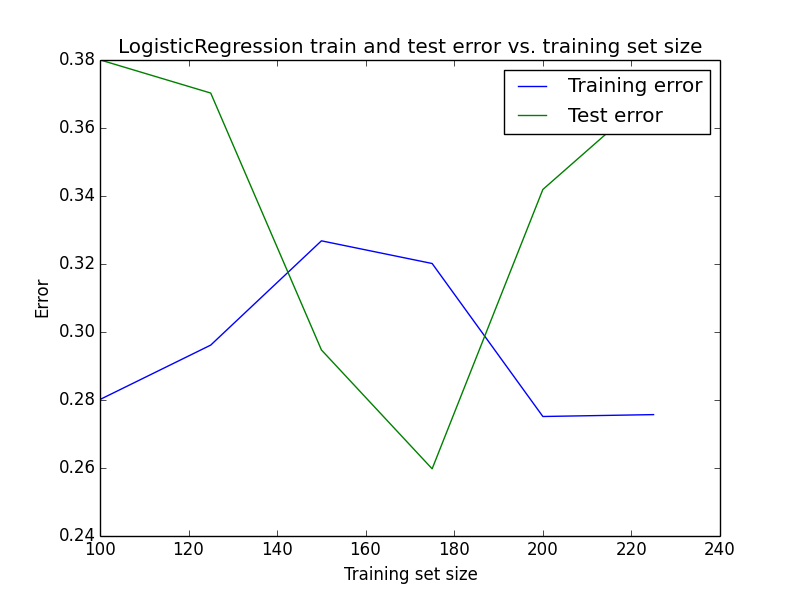 LogisticRegression train and test error vs. training set size
Training error
Test error
0.38
0.36
0.34
0.32
0.30
0.28
0.26
0.24
Error
100 120 140 160 180 200 220 240
Training set size